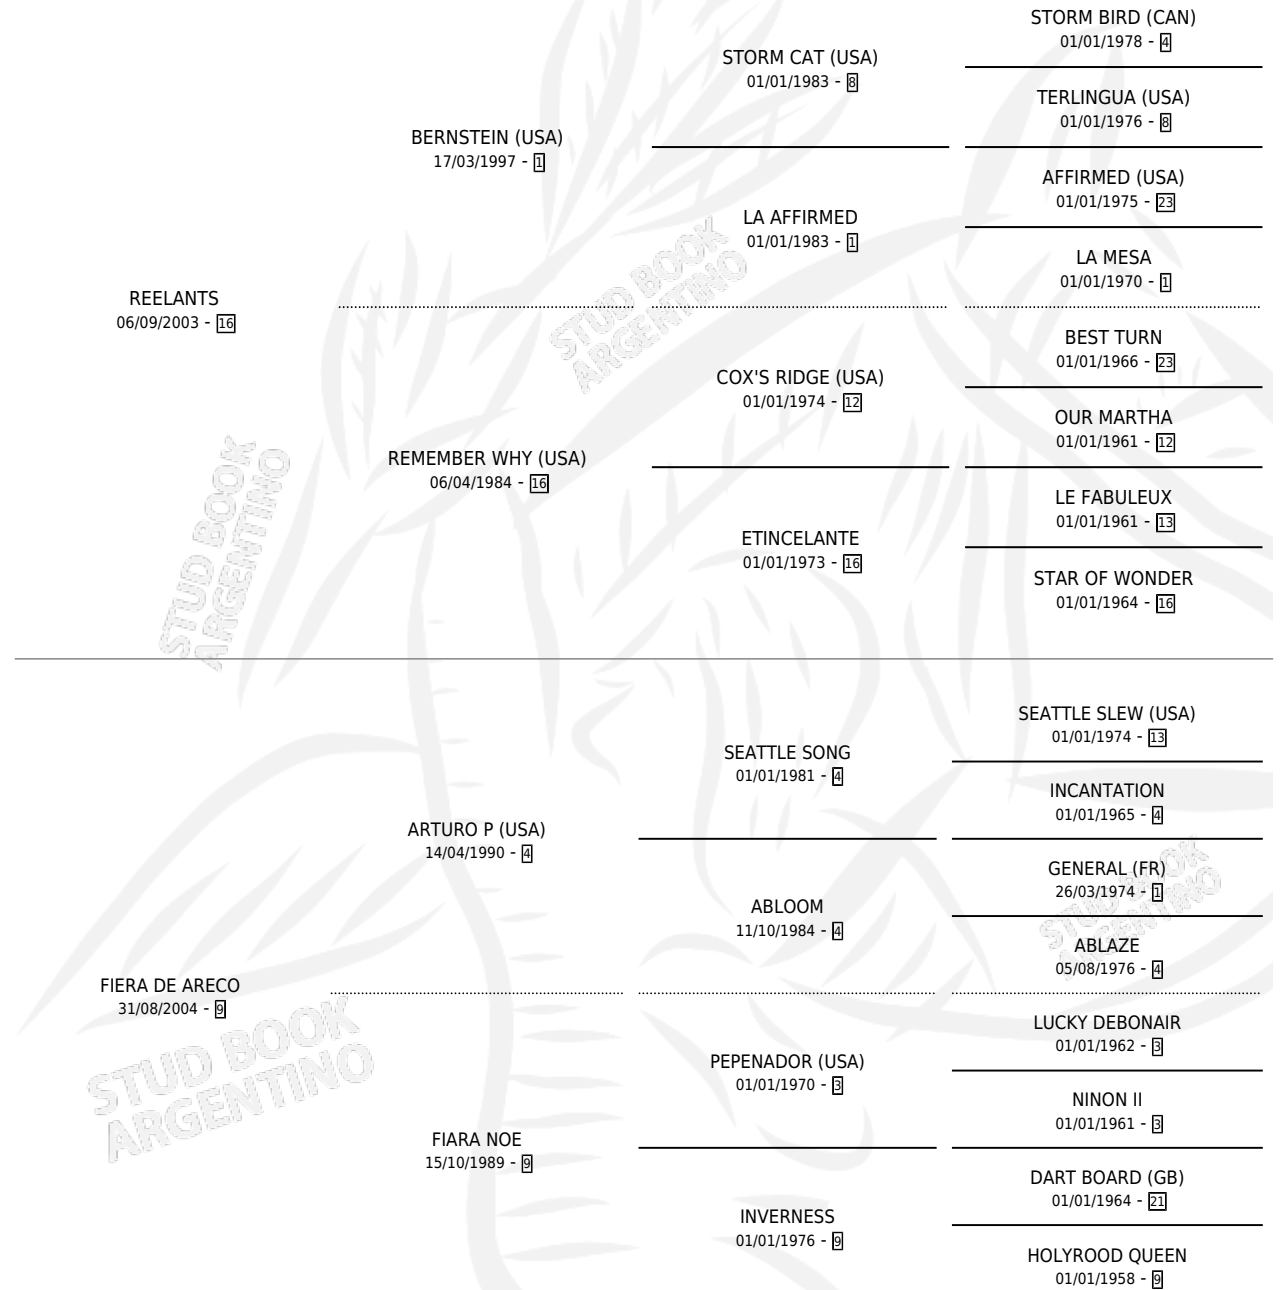 STORM BIRD (CAN)
01/01/1978 - 4
STORM CAT (USA)
01/01/1983 - 8
TERLINGUA (USA)
01/01/1976 - 8
BERNSTEIN (USA)
17/03/1997 - 1
AFFIRMED (USA)
01/01/1975 - 23
LA AFFIRMED
01/01/1983 - 1
LA MESA
01/01/1970 - 1
REELANTS
06/09/2003 - 16
BEST TURN
01/01/1966 - 23
COX'S RIDGE (USA)
01/01/1974 - 12
OUR MARTHA
01/01/1961 - 12
REMEMBER WHY (USA)
06/04/1984 - 16
LE FABULEUX
01/01/1961 - 13
ETINCELANTE
01/01/1973 - 16
STAR OF WONDER
01/01/1964 - 16
STUD BOOK
ARGENTINO
STUD BOOK
ARGENTINO
SEATTLE SLEW (USA)
01/01/1974 - 13
SEATTLE SONG
01/01/1981 - 4
INCANTATION
01/01/1965 - 4
ARTURO P (USA)
14/04/1990 - 4
GENERAL (FR)
26/03/1974 - 1
ABLOOM
11/10/1984 - 4
ABLAZE
05/08/1976 - 4
FIERA DE ARECO
31/08/2004 - 9
LUCKY DEBONAIR
01/01/1962 - 3
PEPENADOR (USA)
01/01/1970 - 3
NINON II
01/01/1961 - 3
FIARA NOE
15/10/1989 - 9
DART BOARD (GB)
01/01/1964 - 21
INVERNESS
01/01/1976 - 9
HOLYROOD QUEEN
01/01/1958 - 9
STUD BOOK
ARGENTINO
STUD BOOK
ARGENTINO